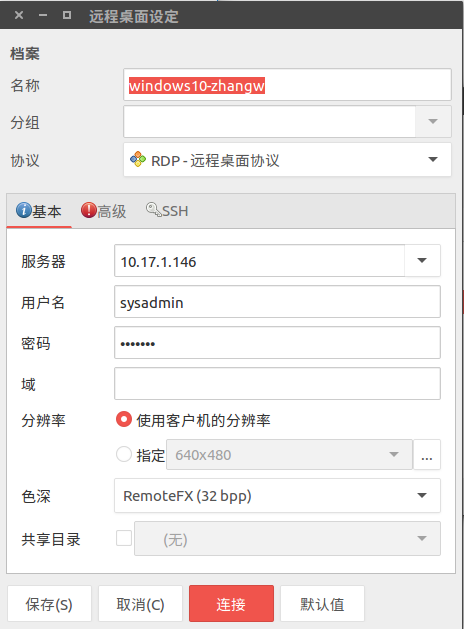 远程桌面设定
档案
名称 windows10-zhangw
分组
协议 RDP - 远程桌面协议
基本 高级 SSH
服务器 10.17.1.146
用户名 sysadmin
密码 •••••••
域
分辨率 使用客户机的分辨率
指定 640x480 ...
色深 RemoteFX (32 bpp)
共享目录 (无)
保存(S) 取消(C) 连接 默认值